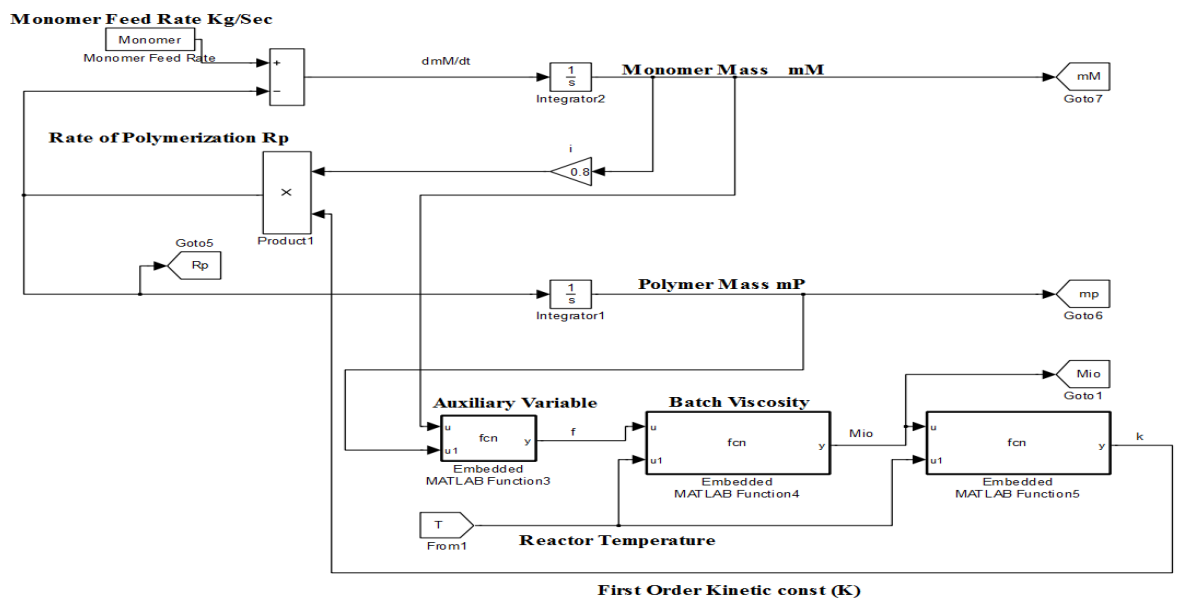 Monomer Feed Rate Kg/Sec
Monomer
Monomer Feed Rate
+
−
dmM/dt
1
s
Integrator2
Monomer Mass mM
mM
Goto7
Rate of Polymerization Rp
×
Product1
i
0.8
Goto5
Rp
1
s
Integrator1
Polymer Mass mP
mp
Goto6
Mio
Goto1
Auxiliary Variable
u
u1
fcn
y
Embedded
MATLAB Function3
f
Batch Viscosity
u
u1
fcn
y
Embedded
MATLAB Function4
Mio
u
u1
fcn
y
Embedded
MATLAB Function5
k
T
From1
Reactor Temperature
First Order Kinetic const (K)